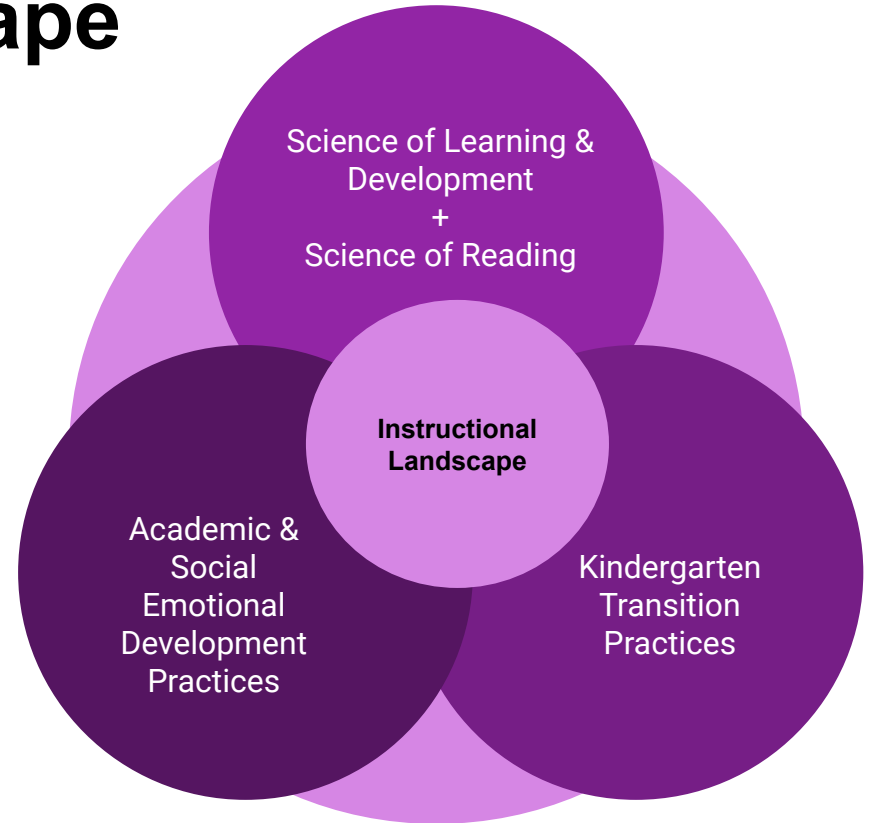 ape
Science of Learning &
Development
+
Science of Reading
Instructional
Landscape
Academic &
Social
Emotional
Development
Practices
Kindergarten
Transition
Practices